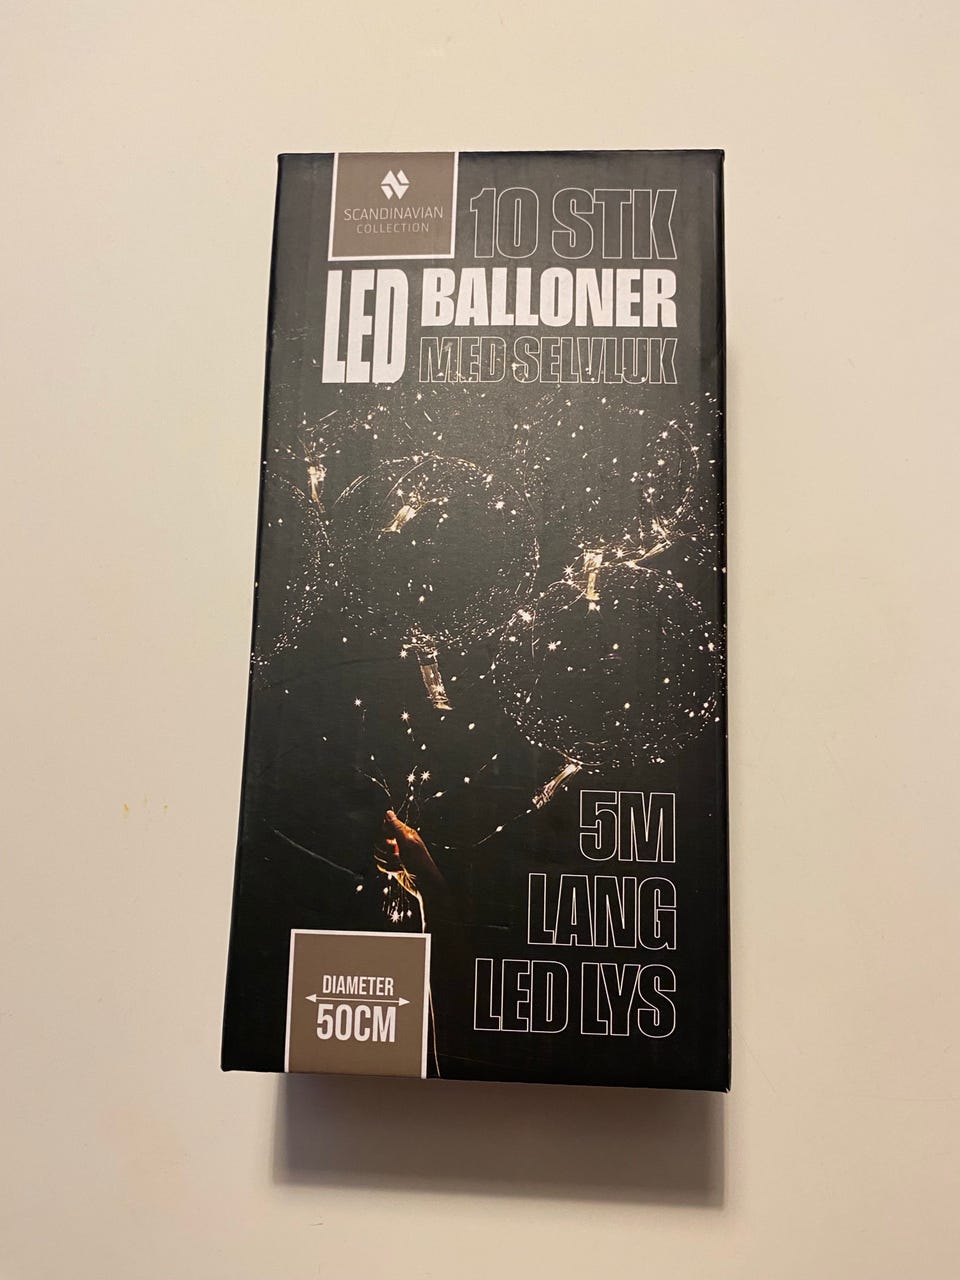 SCANDINAVIAN
COLLECTION
10 STK
LED BALLONER
MED SELVLUK
5M
LANG
LED LYS
DIAMETER
50CM